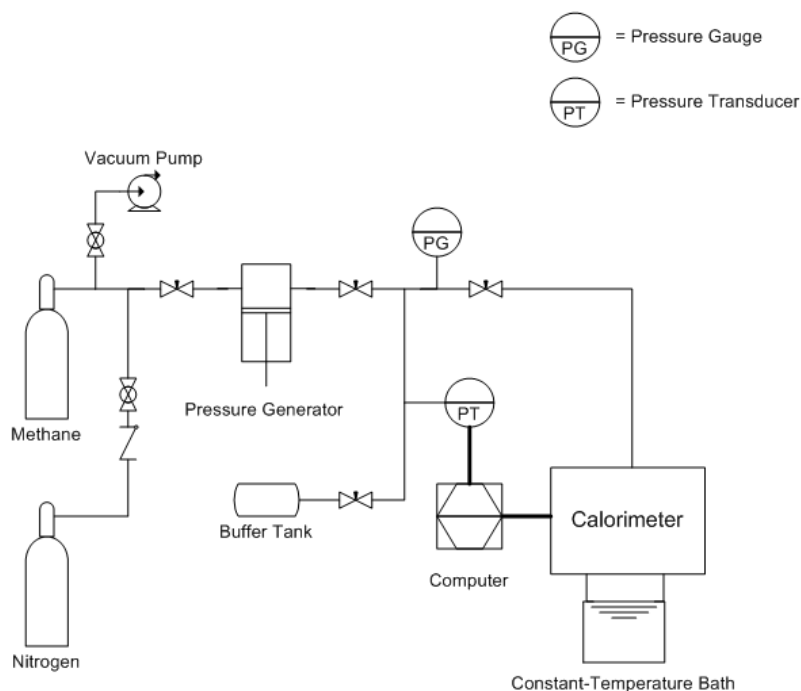 PG = Pressure Gauge
PT = Pressure Transducer
Vacuum Pump
PG
Methane
Pressure Generator
PT
Buffer Tank
Computer
Calorimeter
Nitrogen
Constant-Temperature Bath